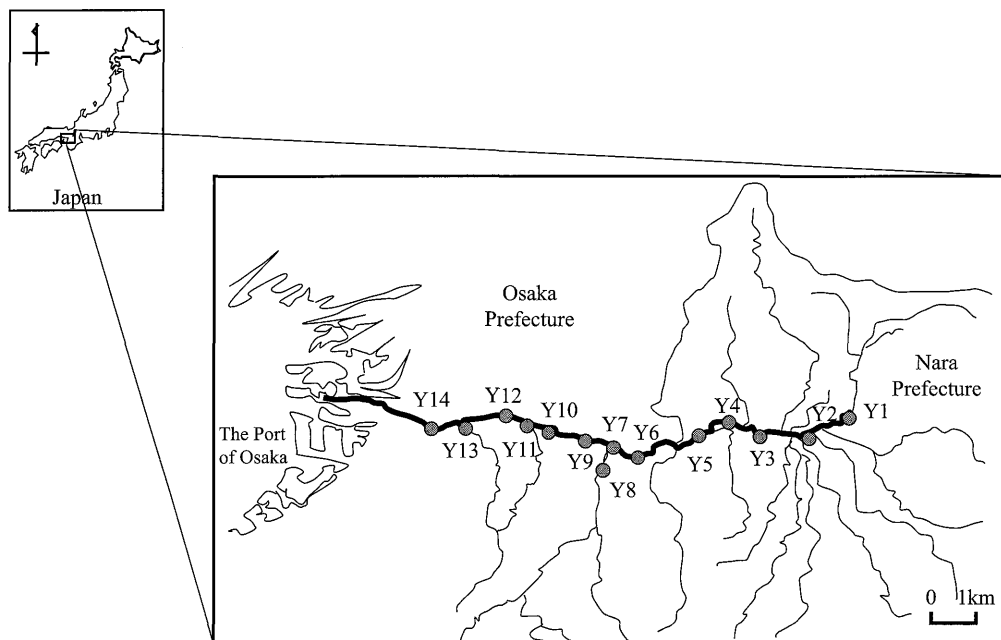 Japan
Osaka
Prefecture
Nara
Prefecture
The Port
of Osaka
Y14
Y13
Y12
Y11
Y10
Y9
Y7
Y8
Y6
Y5
Y4
Y3
Y2
Y1
0 1km